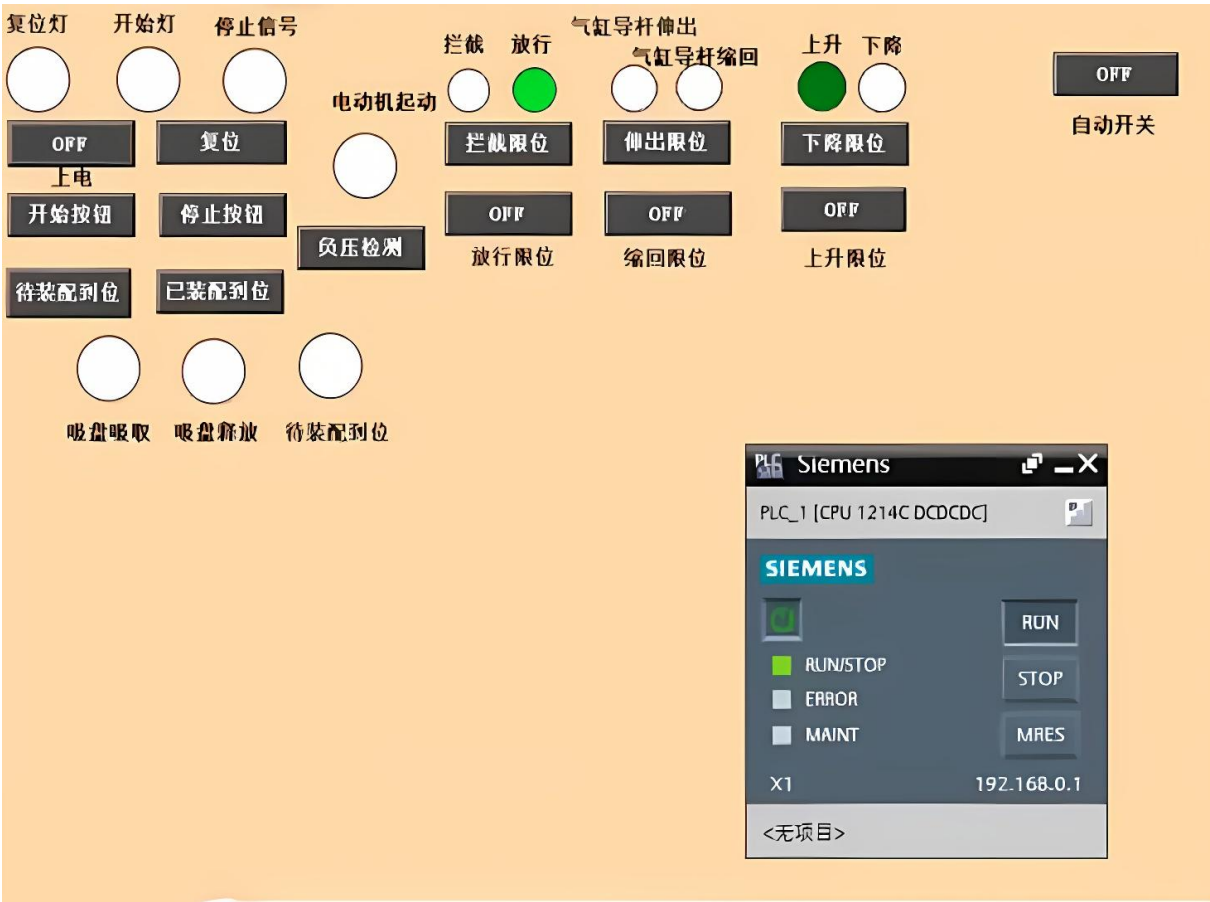 复位灯
开始灯
停止信号
拦截
放行
气缸导杆伸出
气缸导杆缩回
上升
下降
OFF
自动开关
电动机起动
OFF
上电
复位
拦截限位
伸出限位
下降限位
开始按钮
停止按钮
OFF
OFF
OFF
负压检测
放行限位
缩回限位
上升限位
待装配到位
已装配到位
吸盘吸取
吸盘释放
待装配到位
Siemens
PLC_1 [CPU 1214C DCDCDC]
SIEMENS
RUN
RUN/STOP
STOP
ERROR
MAINT
MRES
X1
192.168.0.1
<无项目>